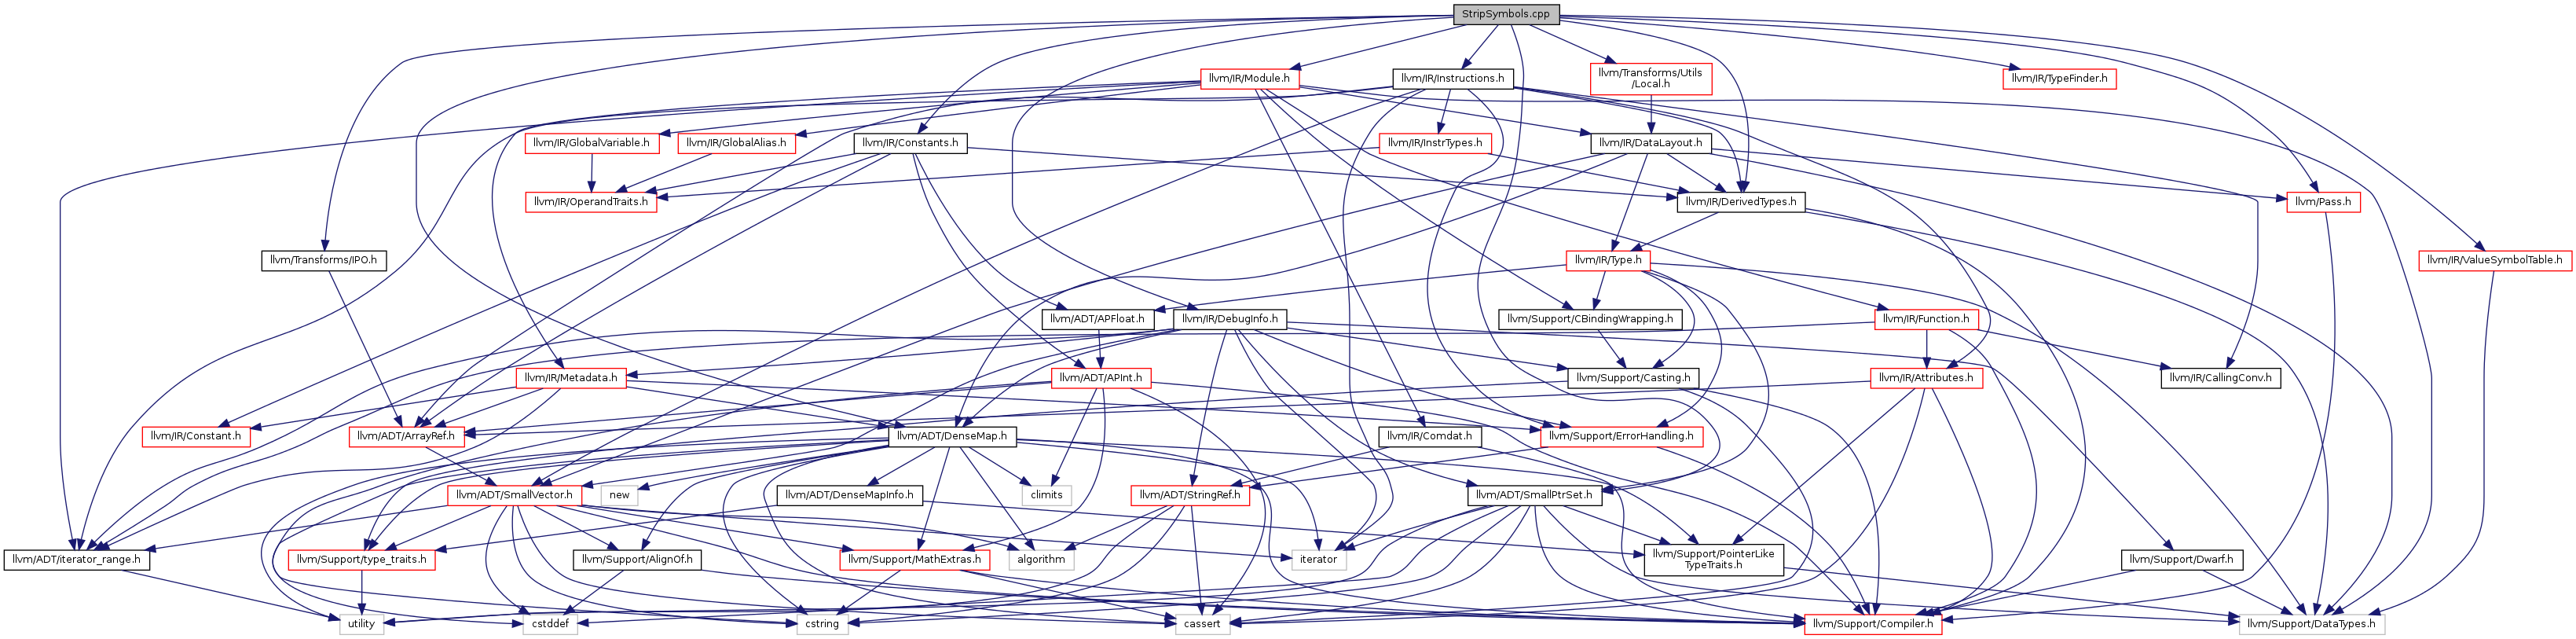 StripSymbols.cpp
llvm/IR/Module.h
llvm/IR/Instructions.h
llvm/Transforms/Utils
/Local.h
llvm/IR/TypeFinder.h
llvm/IR/GlobalVariable.h
llvm/IR/GlobalAlias.h
llvm/IR/Constants.h
llvm/IR/InstrTypes.h
llvm/IR/DataLayout.h
llvm/IR/OperandTraits.h
llvm/IR/DerivedTypes.h
llvm/Pass.h
llvm/Transforms/IPO.h
llvm/IR/Type.h
llvm/IR/ValueSymbolTable.h
llvm/ADT/APFloat.h
llvm/IR/DebugInfo.h
llvm/Support/CBindingWrapping.h
llvm/IR/Function.h
llvm/IR/Metadata.h
llvm/ADT/APInt.h
llvm/Support/Casting.h
llvm/IR/Attributes.h
llvm/IR/CallingConv.h
llvm/IR/Constant.h
llvm/ADT/ArrayRef.h
llvm/ADT/DenseMap.h
llvm/IR/Comdat.h
llvm/Support/ErrorHandling.h
llvm/ADT/SmallVector.h
new
llvm/ADT/DenseMapInfo.h
climits
llvm/ADT/StringRef.h
llvm/ADT/SmallPtrSet.h
llvm/ADT/iterator_range.h
llvm/Support/type_traits.h
llvm/Support/AlignOf.h
llvm/Support/MathExtras.h
algorithm
iterator
llvm/Support/PointerLike
TypeTraits.h
llvm/Support/Dwarf.h
utility
cstddef
cstring
cassert
llvm/Support/Compiler.h
llvm/Support/DataTypes.h